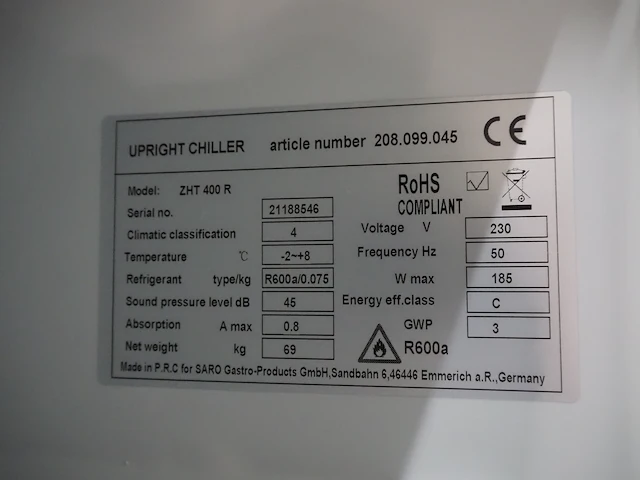 UPRIGHT CHILLER article number 208.099.045 CE
Model: ZHT 400 R RoHS
COMPLIANT
Serial no. 21188546 Voltage V 230
Climatic classification 4 Frequency Hz 50
Temperature ℃ -2~+8 W max 185
Refrigerant type/kg R600a/0.075 Energy eff.class C
Sound pressure level dB 45 GWP 3
Absorption A max 0.8 R600a
Net weight kg 69
Made in P.R.C for SARO Gastro-Products GmbH,Sandbahn 6,46446 Emmerich a.R.,Germany